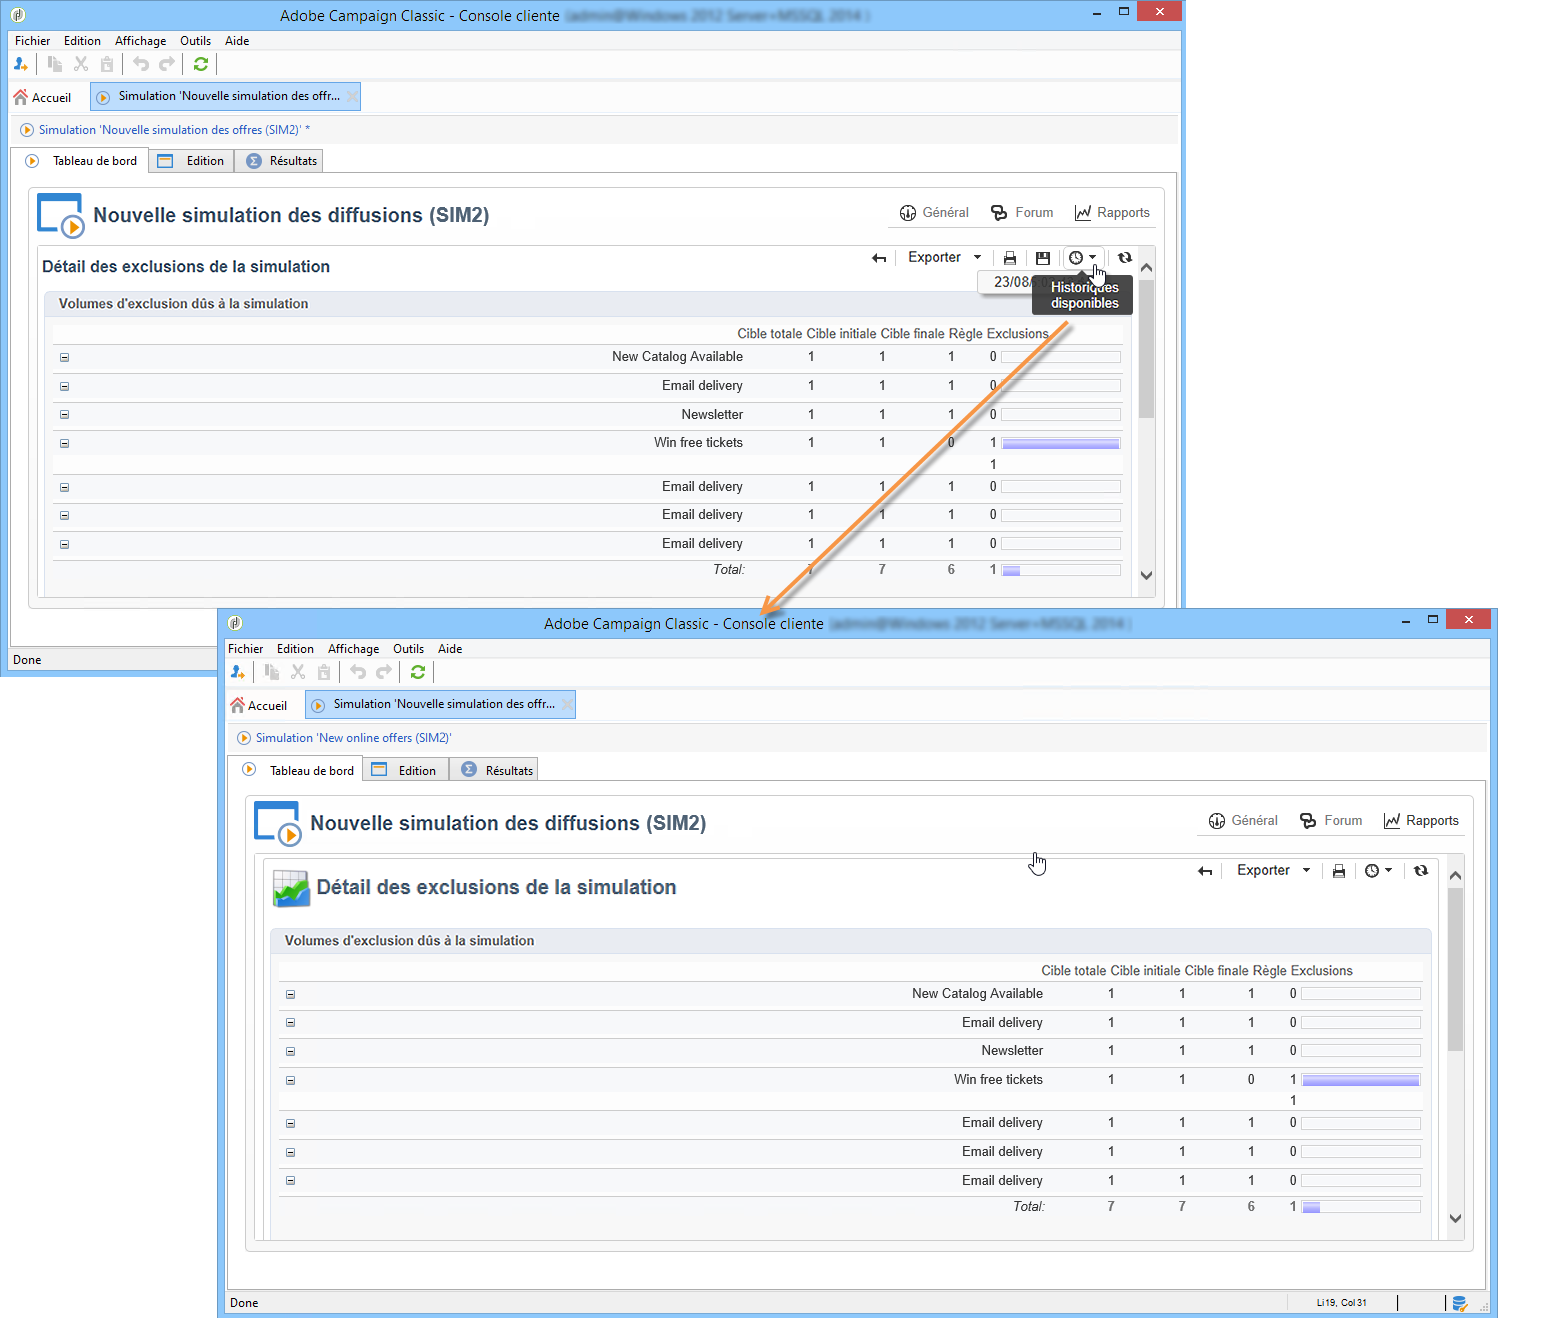 Adobe Campaign Classic - Console cliente
Fichier Edition Affichage Outils Aide
Accueil Simulation 'Nouvelle simulation des offr...
Simulation 'Nouvelle simulation des offres (SIM2)' *
Tableau de bord Edition Résultats
Nouvelle simulation des diffusions (SIM2) Général Forum Rapports
Exporter
Détail des exclusions de la simulation
23/08/
Historiques
disponibles
Volumes d'exclusion dûs à la simulation
Cible totale Cible initiale Cible finale Règle Exclusions
New Catalog Available 1 1 1 0
Email delivery 1 1 1 0
Newsletter 1 1 1 0
Win free tickets 1 1 0 1
1
Email delivery 1 1 1 0
Email delivery 1 1 1 0
Email delivery 1 1 1 0
Total: 7 7 6 1
Done
Adobe Campaign Classic - Console cliente
Fichier Edition Affichage Outils Aide
Accueil Simulation 'Nouvelle simulation des offr...
Simulation 'New online offers (SIM2)'
Tableau de bord Edition Résultats
Nouvelle simulation des diffusions (SIM2) Général Forum Rapports
Exporter
Détail des exclusions de la simulation
Volumes d'exclusion dûs à la simulation
Cible totale Cible initiale Cible finale Règle Exclusions
New Catalog Available 1 1 1 0
Email delivery 1 1 1 0
Newsletter 1 1 1 0
Win free tickets 1 1 0 1
1
Email delivery 1 1 1 0
Email delivery 1 1 1 0
Email delivery 1 1 1 0
Total: 7 7 6 1
Done Li19, Col31